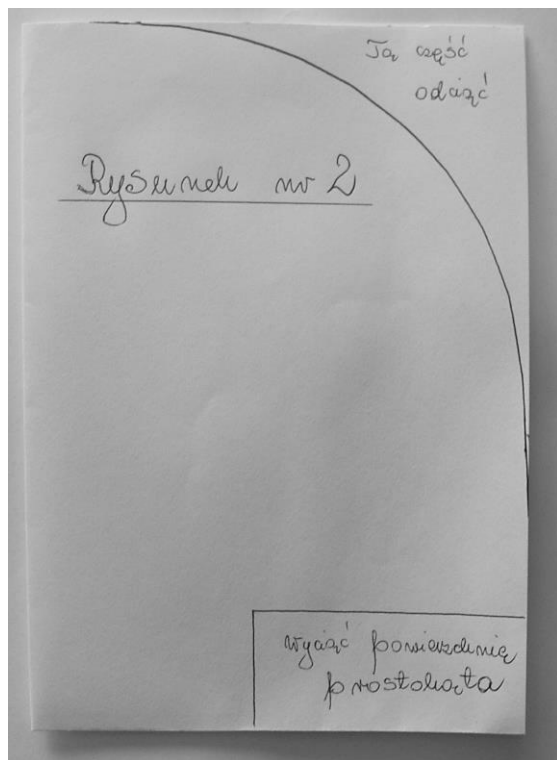 Tą część
odciąć
Rysunek nr 2
wyciąć powierzchnię
prostokąta